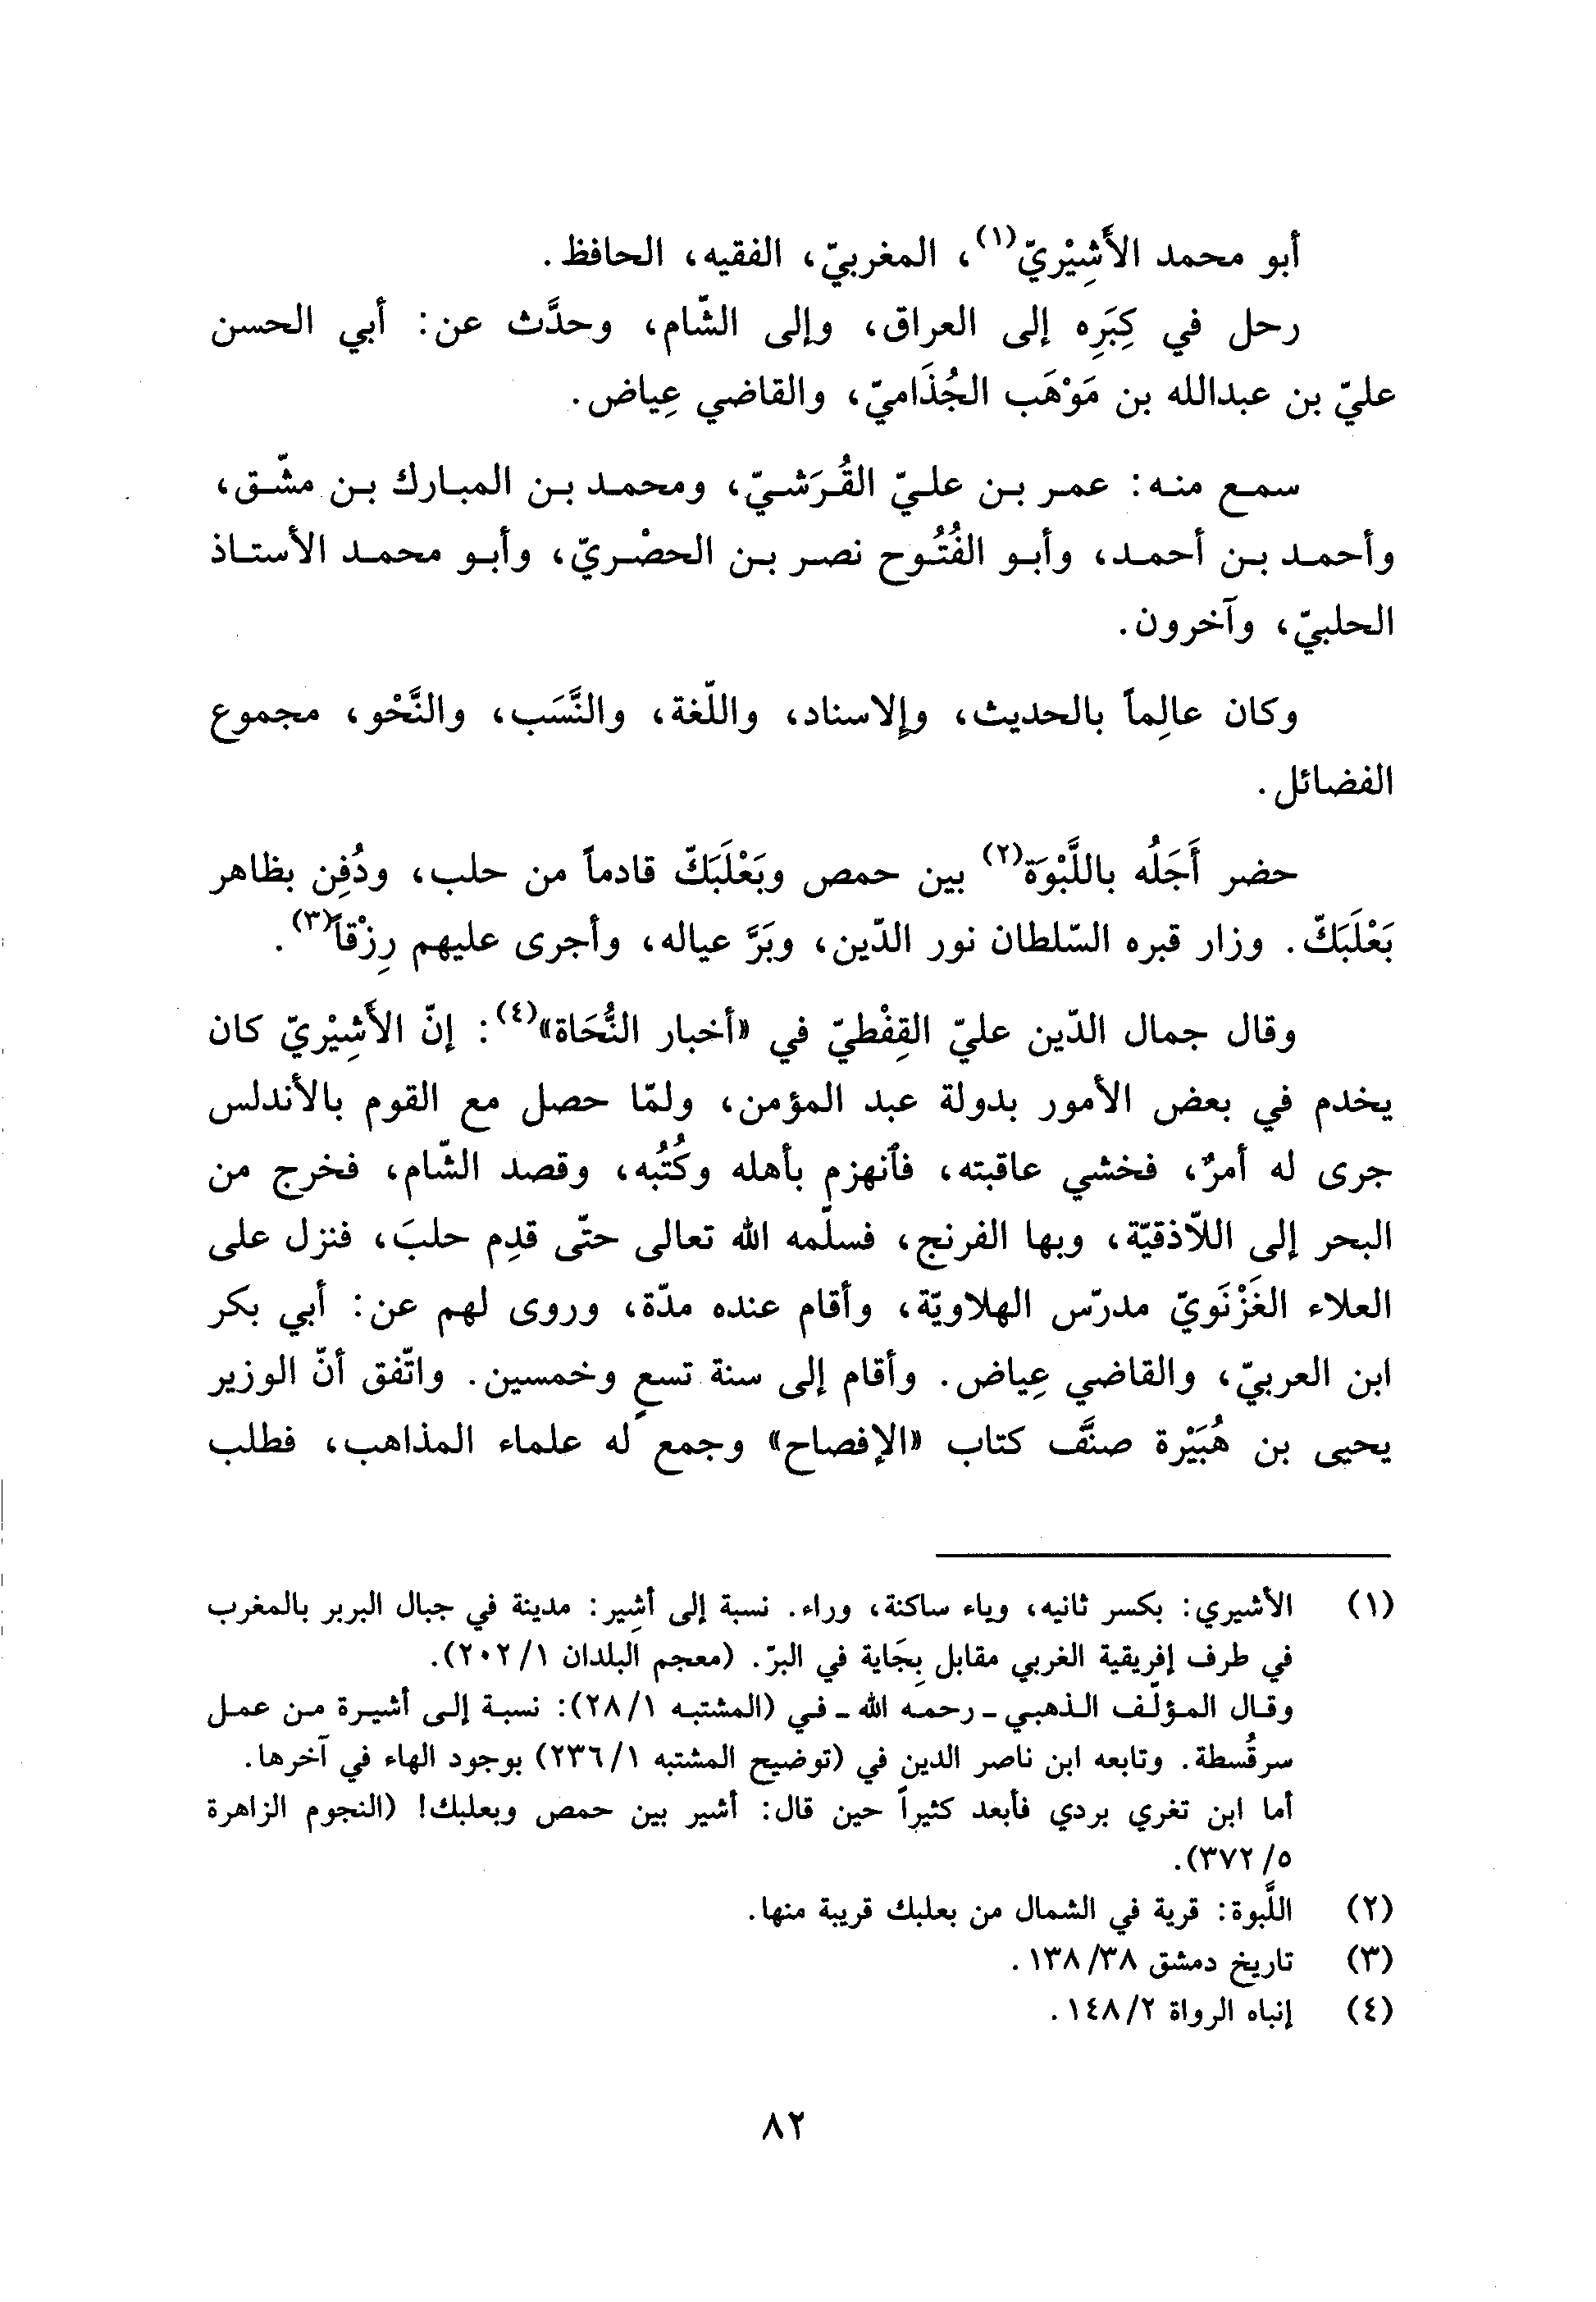 أبو محمد الأَشِيْريّ(١)، المغربيّ، الفقيه، الحافظ.
رحل في كِبَرِه إلى العراق، وإلى الشّام، وحدَّث عن: أبي الحسن
عليّ بن عبدالله بن مَوْهَب الجُذَاميّ، والقاضي عِياض.
سمع منه: عمر بن عليّ القُرَشيّ، ومحمد بن المبارك بن مشّق،
وأحمد بن أحمد، وأبو الفُتُوح نصر بن الحصْريّ، وأبو محمد الأستاذ
الحلبيّ، وآخرون.
وكان عالِماً بالحديث، وإلاسناد، واللّغة، والنَّسَب، والنَّحْو، مجموع
الفضائل.
حضر أَجَلُه باللَّبْوَة(٢) بين حمص وبَعْلَبَكّ قادماً من حلب، ودُفِن بظاهر
بَعْلَبَكّ. وزار قبره السّلطان نور الدّين، وبَرَّ عياله، وأجرى عليهم رِزْقاً(٣).
وقال جمال الدّين عليّ القِفْطيّ في «أخبار النُّحَاة»(٤): إنّ الأَشِيْريّ كان
يخدم في بعض الأمور بدولة عبد المؤمن، ولمّا حصل مع القوم بالأندلس
جرى له أمرٌ، فخشي عاقبته، فٱنهزم بأهله وكُتُبه، وقصد الشّام، فخرج من
البحر إلى اللاّذقيّة، وبها الفرنج، فسلّمه الله تعالى حتّى قدِم حلبَ، فنزل على
العلاء الغَزْنَويّ مدرّس الهلاويّة، وأقام عنده مدّة، وروى لهم عن: أبي بكر
ابن العربيّ، والقاضي عِياض. وأقام إلى سنة تسعٍ وخمسين. واتّفق أنّ الوزير
يحيى بن هُبَيْرة صنَّف كتاب «الإفصاح» وجمع له علماء المذاهب، فطلب
(١) الأشيري: بكسر ثانيه، وياء ساكنة، وراء. نسبة إلى أشِير: مدينة في جبال البربر بالمغرب
في طرف إفريقية الغربي مقابل بِجَاية في البرّ. (معجم البلدان ١/ ٢٠٢).
وقال المؤلّف الذهبي - رحمه الله - في (المشتبه ٢٨/١): نسبة إلى أشيرة من عمل
سرقُسطة. وتابعه ابن ناصر الدين في (توضيح المشتبه ٢٣٦/١) بوجود الهاء في آخرها.
أما ابن تغري بردي فأبعد كثيراً حين قال: أشير بين حمص وبعلبك! (النجوم الزاهرة
٥/ ٣٧٢).
(٢) اللَّبوة: قرية في الشمال من بعلبك قريبة منها.
(٣) تاريخ دمشق ٣٨/ ١٣٨.
(٤) إنباه الرواة ٢/ ١٤٨.
٨٢